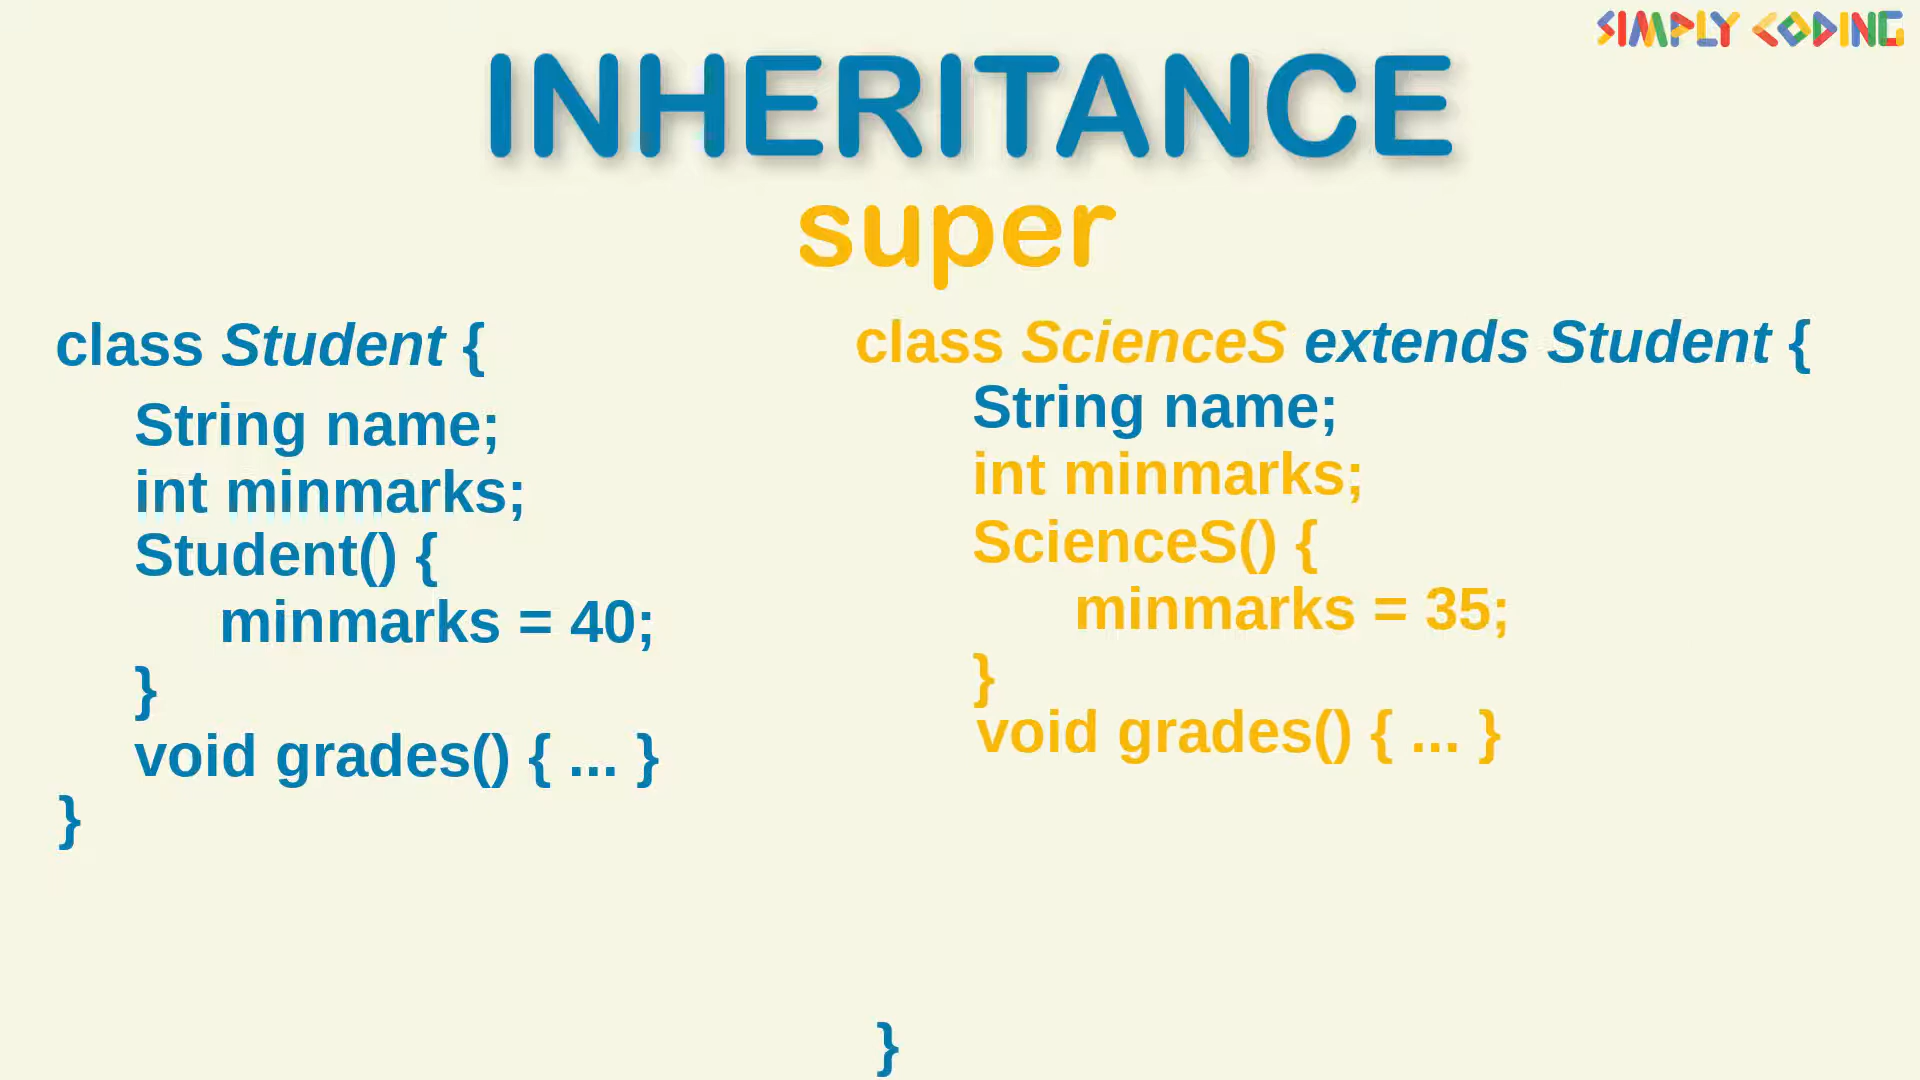 SIMPLY CODING
INHERITANCE
super
class Student {
String name;
int minmarks;
Student() {
minmarks = 40;
}
void grades() { ... }
}
class ScienceS extends Student {
String name;
int minmarks;
ScienceS() {
minmarks = 35;
}
void grades() { ... }
}